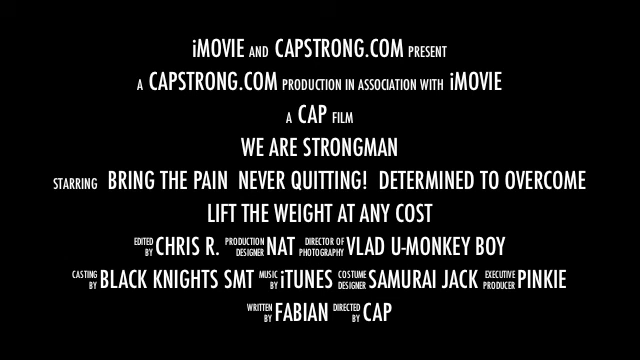 iMOVIE AND CAPSTRONG.COM PRESENT
A CAPSTRONG.COM PRODUCTION IN ASSOCIATION WITH iMOVIE
A CAP FILM
WE ARE STRONGMAN
STARRING BRING THE PAIN NEVER QUITTING! DETERMINED TO OVERCOME
LIFT THE WEIGHT AT ANY COST
EDITED BY CHRIS R. PRODUCTION DESIGNER NAT DIRECTOR OF PHOTOGRAPHY VLAD U-MONKEY BOY
CASTING BY BLACK KNIGHTS SMT MUSIC BY iTUNES COSTUME DESIGNER SAMURAI JACK EXECUTIVE PRODUCER PINKIE
WRITTEN BY FABIAN DIRECTED BY CAP